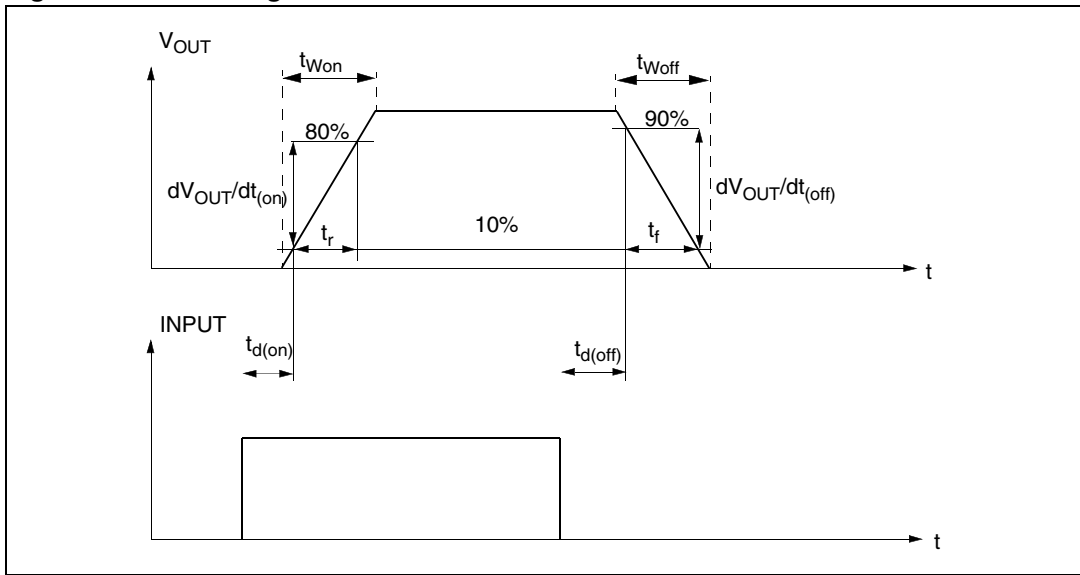 V_OUT
t_Won
t_Woff
80%
90%
dV_OUT/dt_(on)
dV_OUT/dt_(off)
t_r
10%
t_f
t
INPUT
t_d(on)
t_d(off)
t